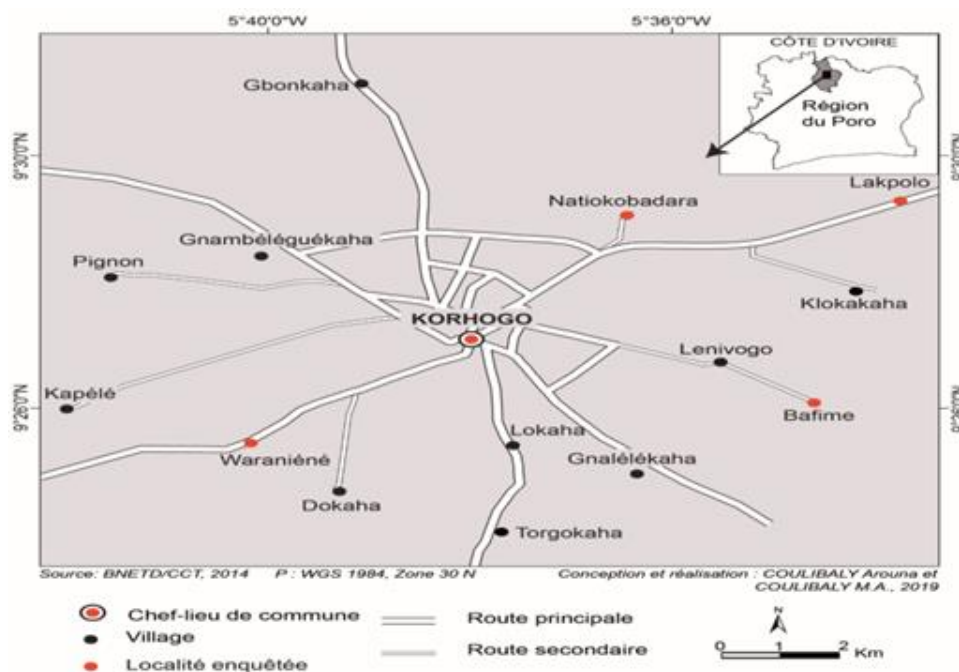 5°40'0"W
5°36'0"W
CÔTE D'IVOIRE
Région
du Poro
Gbonkaha
9°30'0"N
Lakpolo
Natiokobadara
Gnambéléguékaha
Pignon
Klokakaha
KORHOGO
Lenivogo
Kapélé
9°26'0"N
9°26'0"N
Bafime
Waraniéné
Lokaha
Gnalélékaha
Dokaha
Torgokaha
Source: BNETD/CCT, 2014 P : WGS 1984, Zone 30 N
Conception et réalisation : COULIBALY Arouna et
COULIBALY M.A., 2019
Chef-lieu de commune
Village
Localité enquêtée
Route principale
Route secondaire
N
0 1 2
Km